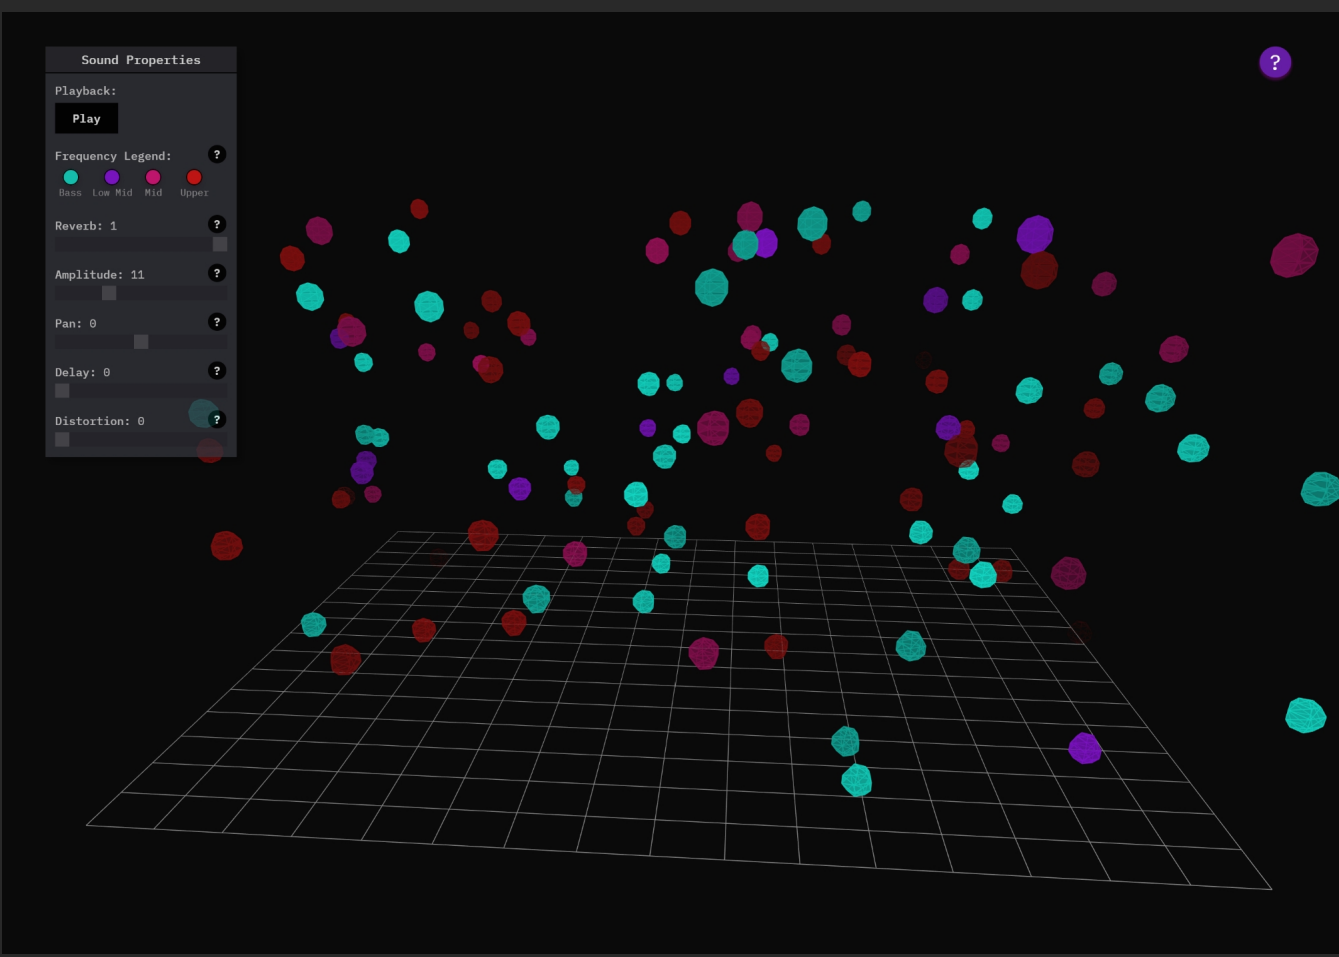 Sound Properties
?
Playback:
Play
Frequency Legend: ?
Bass Low Mid Mid Upper
Reverb: 1 ?
Amplitude: 11 ?
Pan: 0 ?
Delay: 0 ?
Distortion: 0 ?